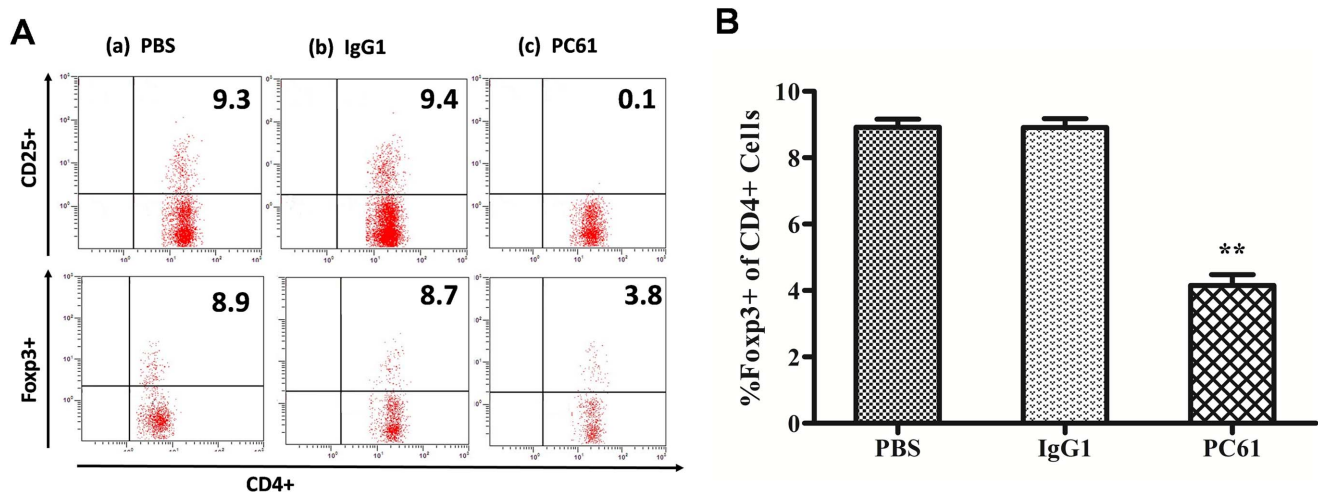 A
(a) PBS
(b) IgG1
(c) PC61
CD25+
9.3
9.4
0.1
Foxp3+
8.9
8.7
3.8
CD4+
B
%Foxp3+ of CD4+ Cells
10
8
6
4
2
0
**
PBS
IgG1
PC61